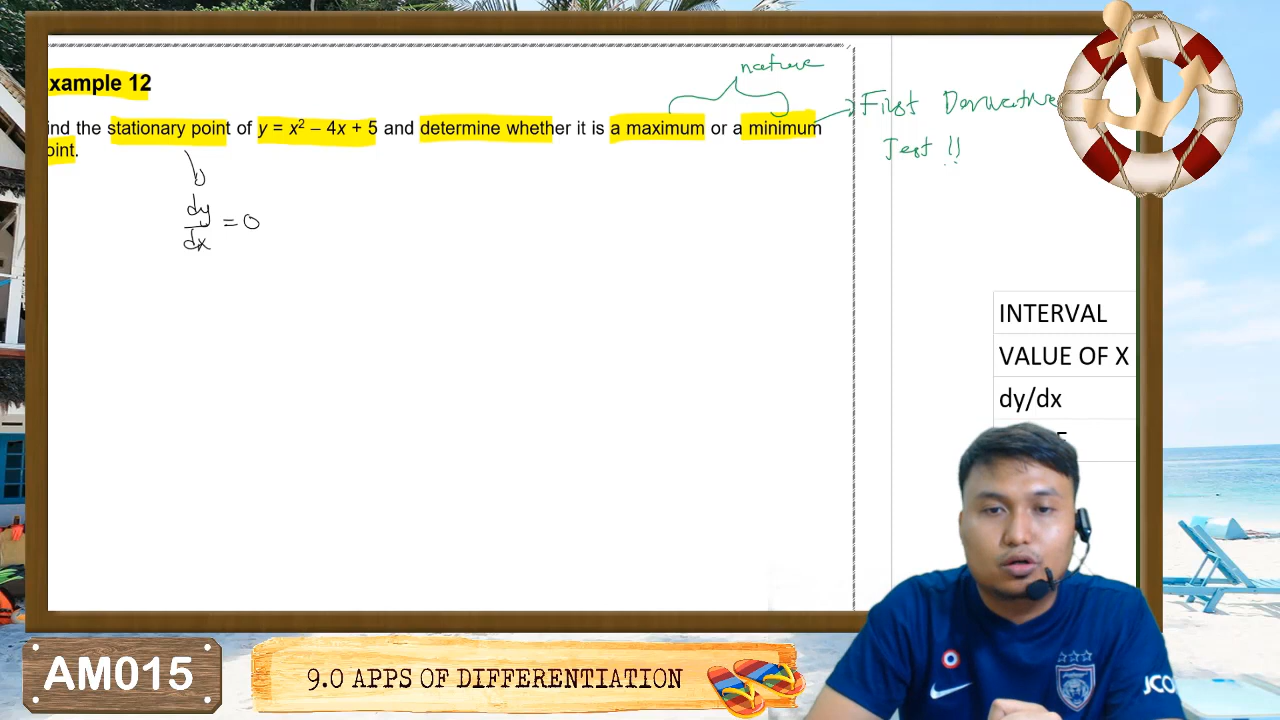 nature
xample 12
First Derivative
ind the stationary point of y = x² – 4x + 5 and determine whether it is a maximum or a minimum
oint.
Test !!
dy/dx = 0
INTERVAL
VALUE OF X
dy/dx
AM015
9.0 APPS OF DIFFERENTIATION
JCO